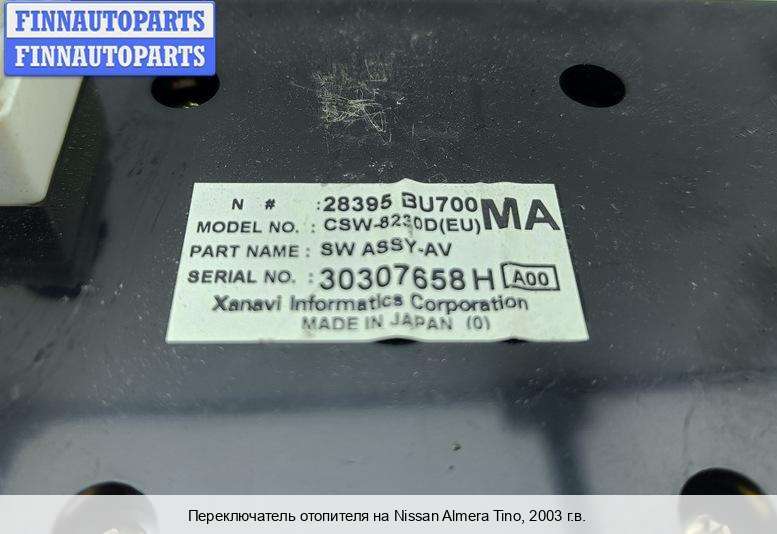 FINNAUTOPARTS
FINNAUTOPARTS
N # : 28395 BU700 MA
MODEL NO. : CSW-8230D(EU)
PART NAME : SW ASSY-AV
SERIAL NO. : 30307658 H A00
Xanavi Informatics Corporation
MADE IN JAPAN (0)
Переключатель отопителя на Nissan Almera Tino, 2003 г.в.